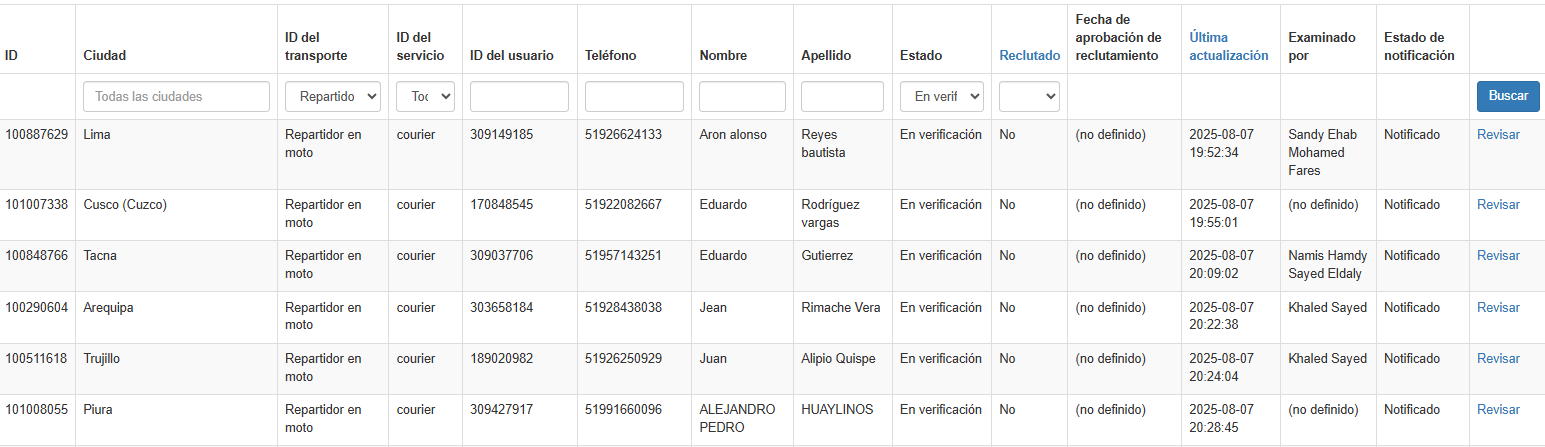 ID Ciudad ID del transporte ID del servicio ID del usuario Teléfono Nombre Apellido Estado Reclutado Fecha de aprobación de reclutamiento Última actualización Examinado por Estado de notificación
Todas las ciudades Repartido Toc En verif Buscar
100887629 Lima Repartidor en moto courier 309149185 51926624133 Aron alonso Reyes bautista En verificación No (no definido) 2025-08-07 19:52:34 Sandy Ehab Mohamed Fares Notificado Revisar
101007338 Cusco (Cuzco) Repartidor en moto courier 170848545 51922082667 Eduardo Rodríguez vargas En verificación No (no definido) 2025-08-07 19:55:01 (no definido) Notificado Revisar
100848766 Tacna Repartidor en moto courier 309037706 51957143251 Eduardo Gutierrez En verificación No (no definido) 2025-08-07 20:09:02 Namis Hamdy Sayed Eldaly Notificado Revisar
100290604 Arequipa Repartidor en moto courier 303658184 51928438038 Jean Rimache Vera En verificación No (no definido) 2025-08-07 20:22:38 Khaled Sayed Notificado Revisar
100511618 Trujillo Repartidor en moto courier 189020982 51926250929 Juan Alipio Quispe En verificación No (no definido) 2025-08-07 20:24:04 Khaled Sayed Notificado Revisar
101008055 Piura Repartidor en moto courier 309427917 51991660096 ALEJANDRO PEDRO HUAYLINOS En verificación No (no definido) 2025-08-07 20:28:45 (no definido) Notificado Revisar